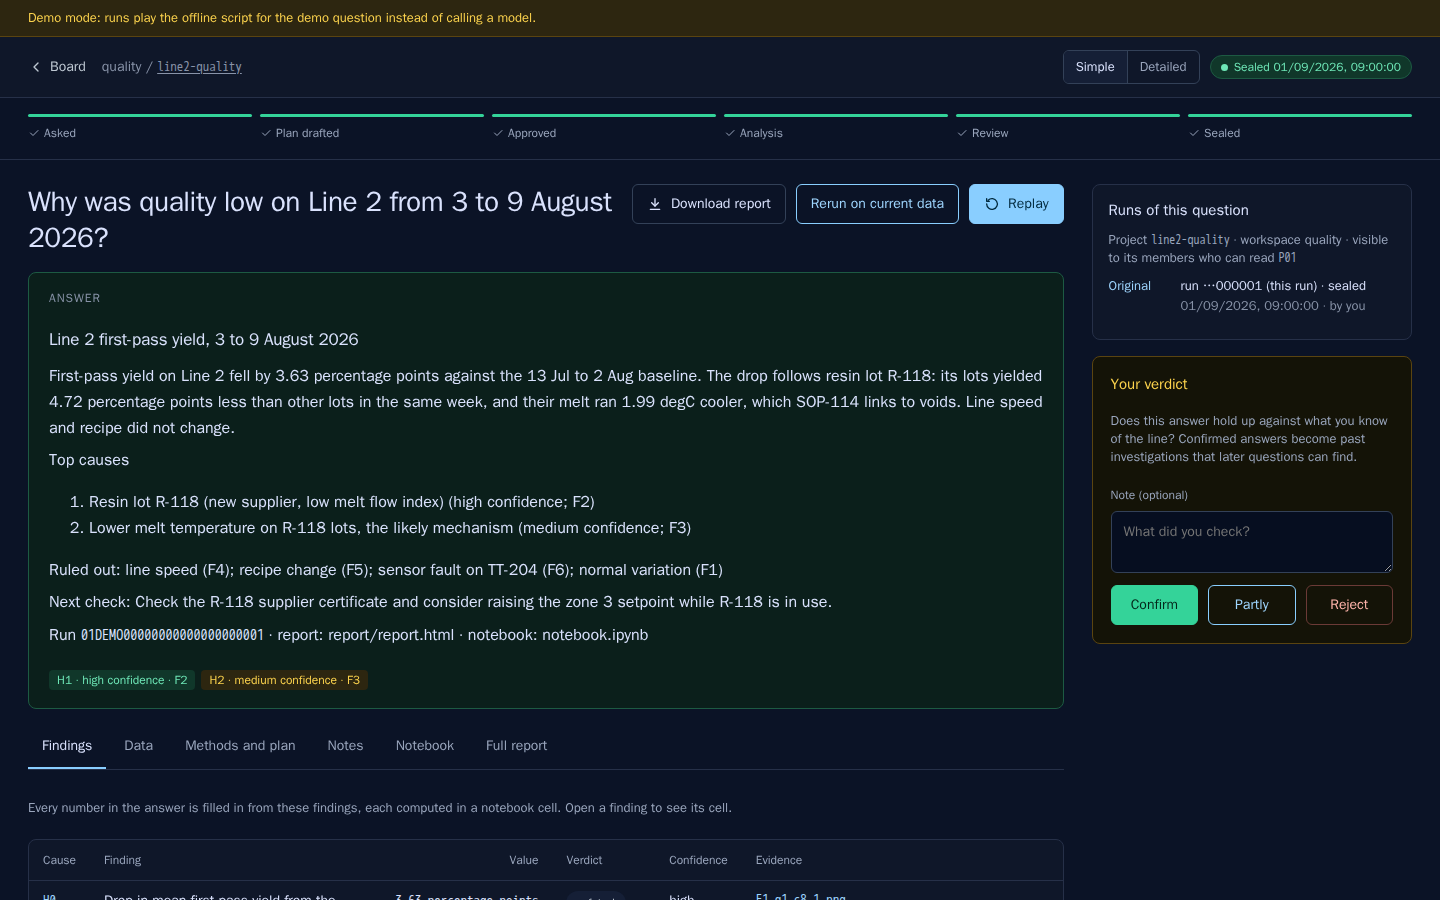 Demo mode: runs play the offline script for the demo question instead of calling a model.
Board quality / line2-quality Simple Detailed Sealed 01/09/2026, 09:00:00
Asked Plan drafted Approved Analysis Review Sealed
Why was quality low on Line 2 from 3 to 9 August
2026?
Download report Rerun on current data Replay
ANSWER
Line 2 first-pass yield, 3 to 9 August 2026
First-pass yield on Line 2 fell by 3.63 percentage points against the 13 Jul to 2 Aug baseline. The drop follows resin lot R-118: its lots yielded
4.72 percentage points less than other lots in the same week, and their melt ran 1.99 degC cooler, which SOP-114 links to voids. Line speed
and recipe did not change.
Top causes
1. Resin lot R-118 (new supplier, low melt flow index) (high confidence; F2)
2. Lower melt temperature on R-118 lots, the likely mechanism (medium confidence; F3)
Ruled out: line speed (F4); recipe change (F5); sensor fault on TT-204 (F6); normal variation (F1)
Next check: Check the R-118 supplier certificate and consider raising the zone 3 setpoint while R-118 is in use.
Run 01DEMO00000000000000000001 · report: report/report.html · notebook: notebook.ipynb
H1 · high confidence · F2 H2 · medium confidence · F3
Findings Data Methods and plan Notes Notebook Full report
Every number in the answer is filled in from these findings, each computed in a notebook cell. Open a finding to see its cell.
Cause Finding Value Verdict Confidence Evidence
Runs of this question
Project line2-quality · workspace quality · visible
to its members who can read P01
Original run ···000001 (this run) · sealed
01/09/2026, 09:00:00 · by you
Your verdict
Does this answer hold up against what you know
of the line? Confirmed answers become past
investigations that later questions can find.
Note (optional)
What did you check?
Confirm Partly Reject